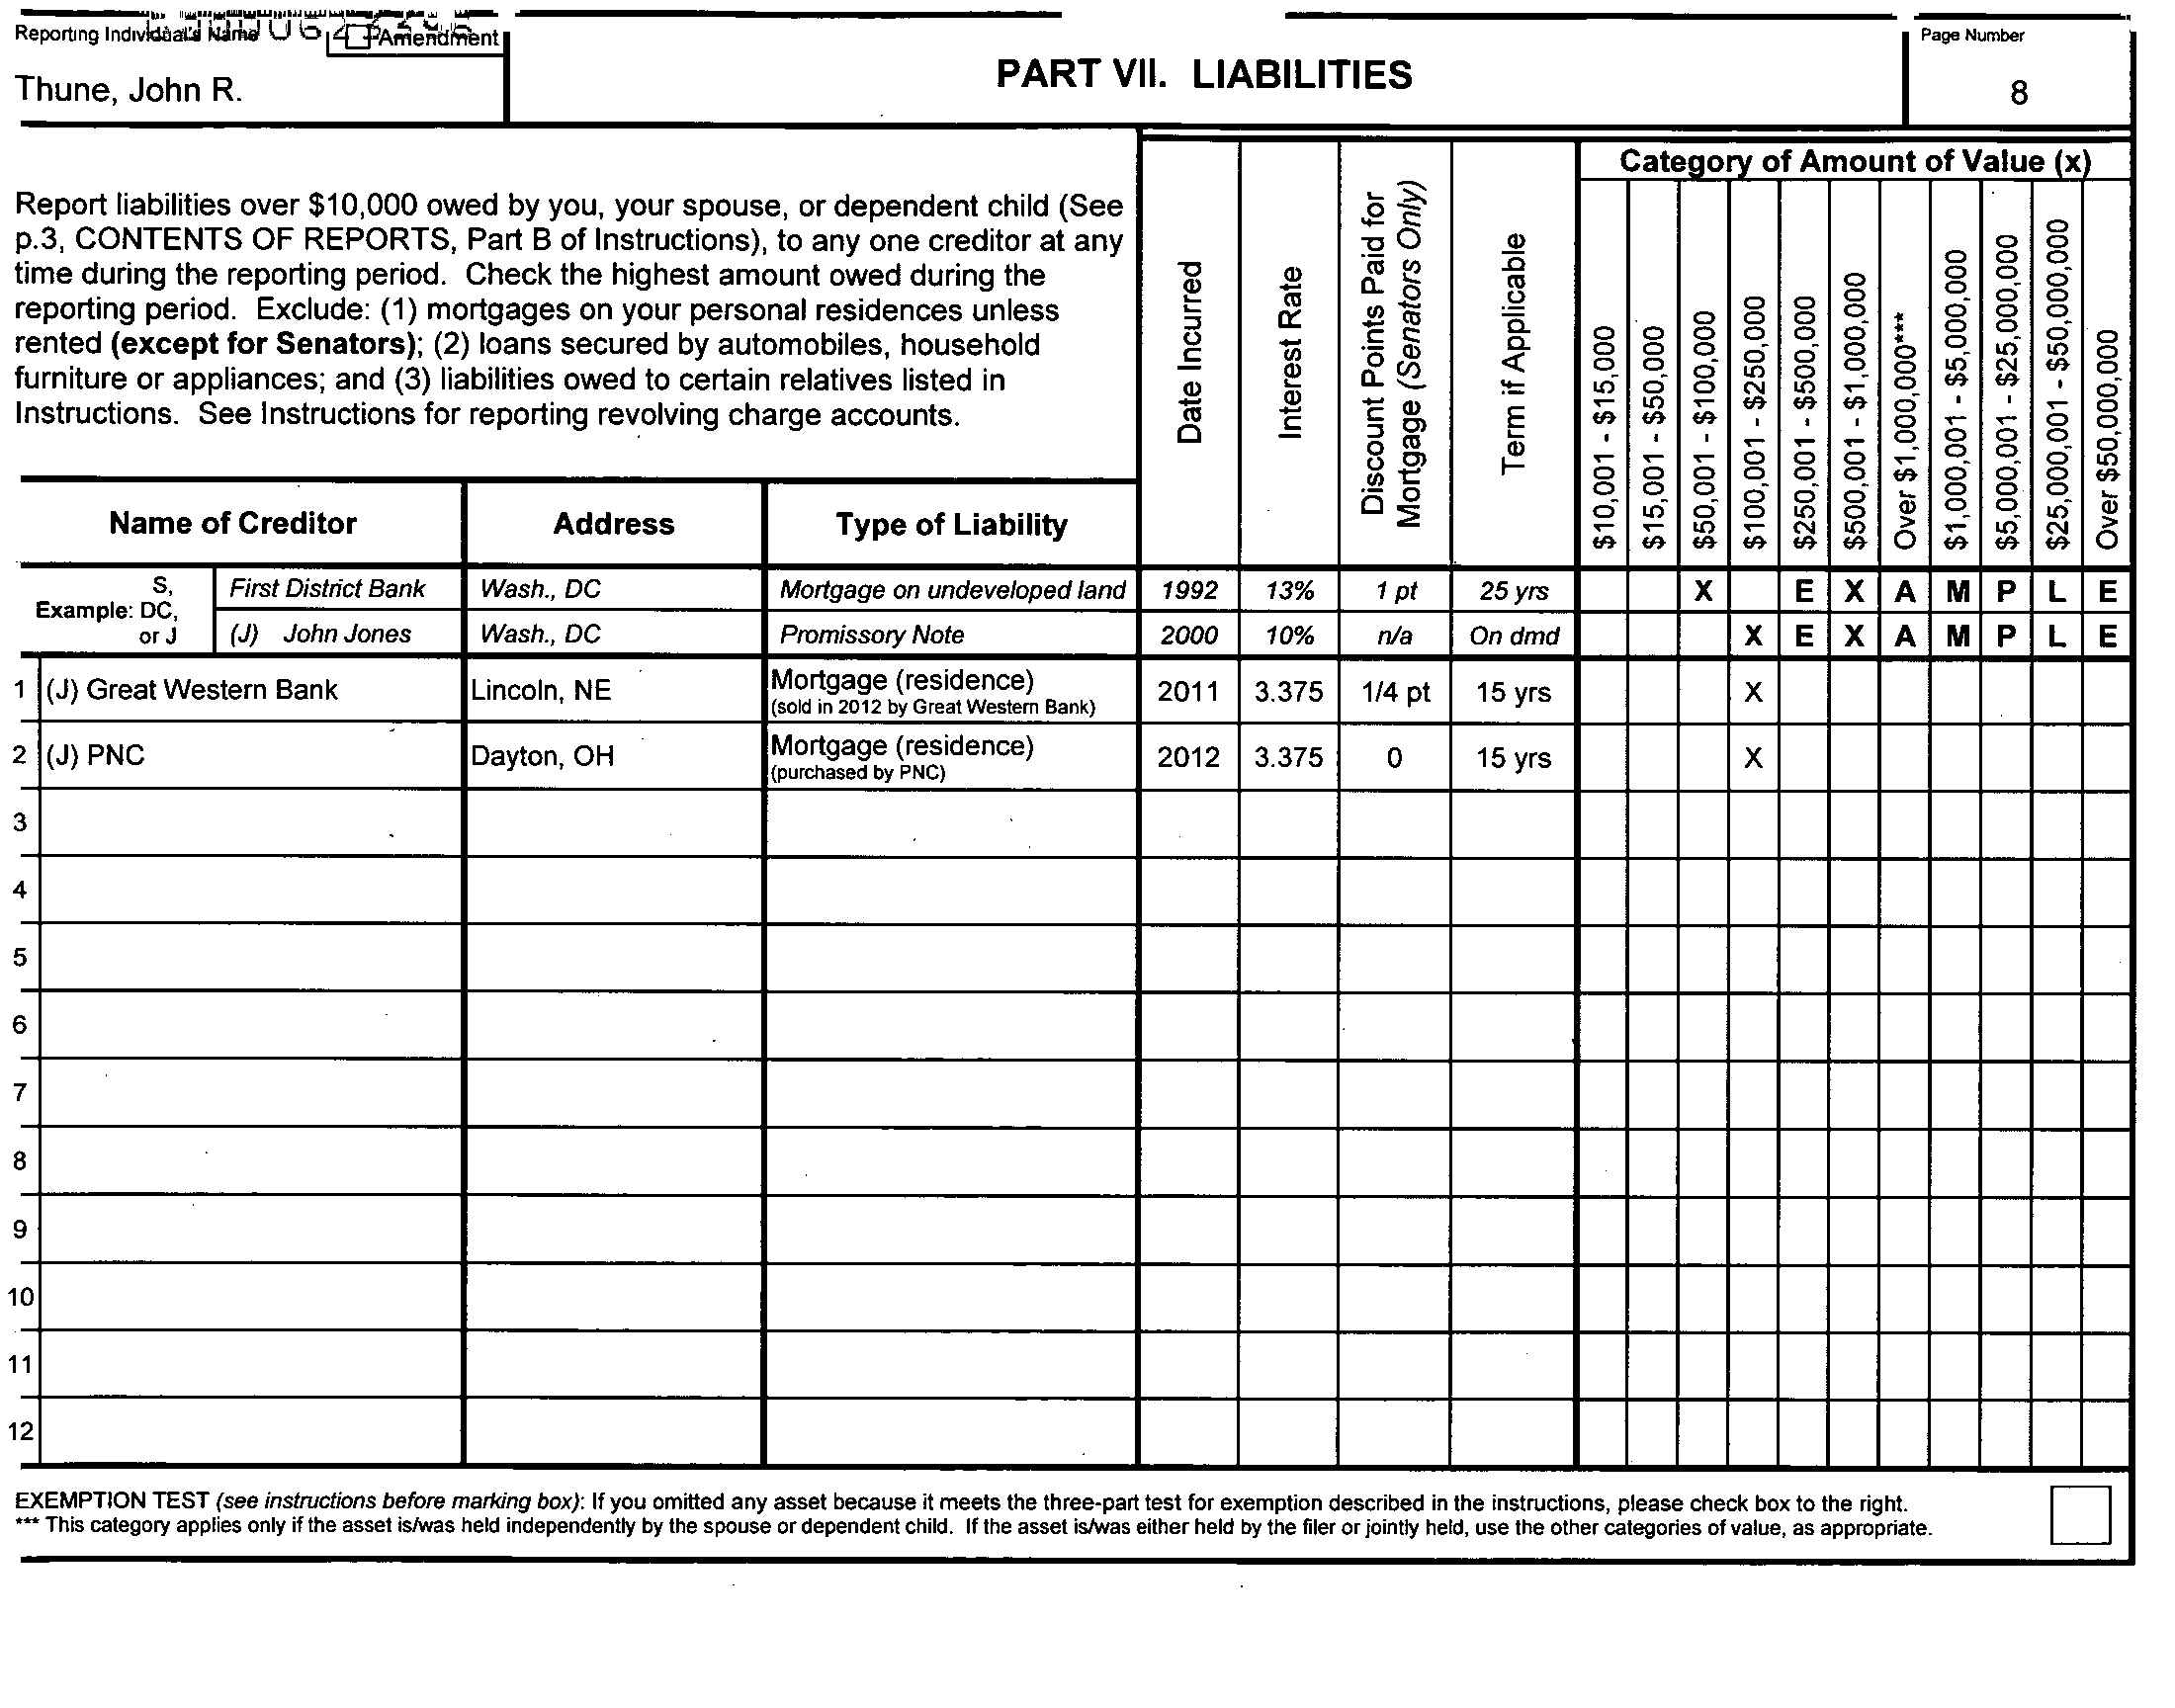 Reporting Individual's Name
Amendment
Thune, John R.
PART VII. LIABILITIES
Page Number
8
Report liabilities over $10,000 owed by you, your spouse, or dependent child (See
p.3, CONTENTS OF REPORTS, Part B of Instructions), to any one creditor at any
time during the reporting period. Check the highest amount owed during the
reporting period. Exclude: (1) mortgages on your personal residences unless
rented (except for Senators); (2) loans secured by automobiles, household
furniture or appliances; and (3) liabilities owed to certain relatives listed in
Instructions. See Instructions for reporting revolving charge accounts.
Date Incurred
Interest Rate
Discount Points Paid for
Mortgage (Senators Only)
Term if Applicable
Category of Amount of Value (x)
$10,001 - $15,000
$15,001 - $50,000
$50,001 - $100,000
$100,001 - $250,000
$250,001 - $500,000
$500,001 - $1,000,000
Over $1,000,000***
$1,000,001 - $5,000,000
$5,000,001 - $25,000,000
$25,000,001 - $50,000,000
Over $50,000,000
Name of Creditor Address Type of Liability
Example: S, DC, or J
First District Bank Wash., DC Mortgage on undeveloped land 1992 13% 1 pt 25 yrs X E X A M P L E
(J) John Jones Wash., DC Promissory Note 2000 10% n/a On dmd X E X A M P L E
1 (J) Great Western Bank Lincoln, NE Mortgage (residence) 2011 3.375 1/4 pt 15 yrs X
(sold in 2012 by Great Western Bank)
2 (J) PNC Dayton, OH Mortgage (residence) 2012 3.375 0 15 yrs X
(purchased by PNC)
3
4
5
6
7
8
9
10
11
12
EXEMPTION TEST (see instructions before marking box): If you omitted any asset because it meets the three-part test for exemption described in the instructions, please check box to the right.
*** This category applies only if the asset is/was held independently by the spouse or dependent child. If the asset is/was either held by the filer or jointly held, use the other categories of value, as appropriate.